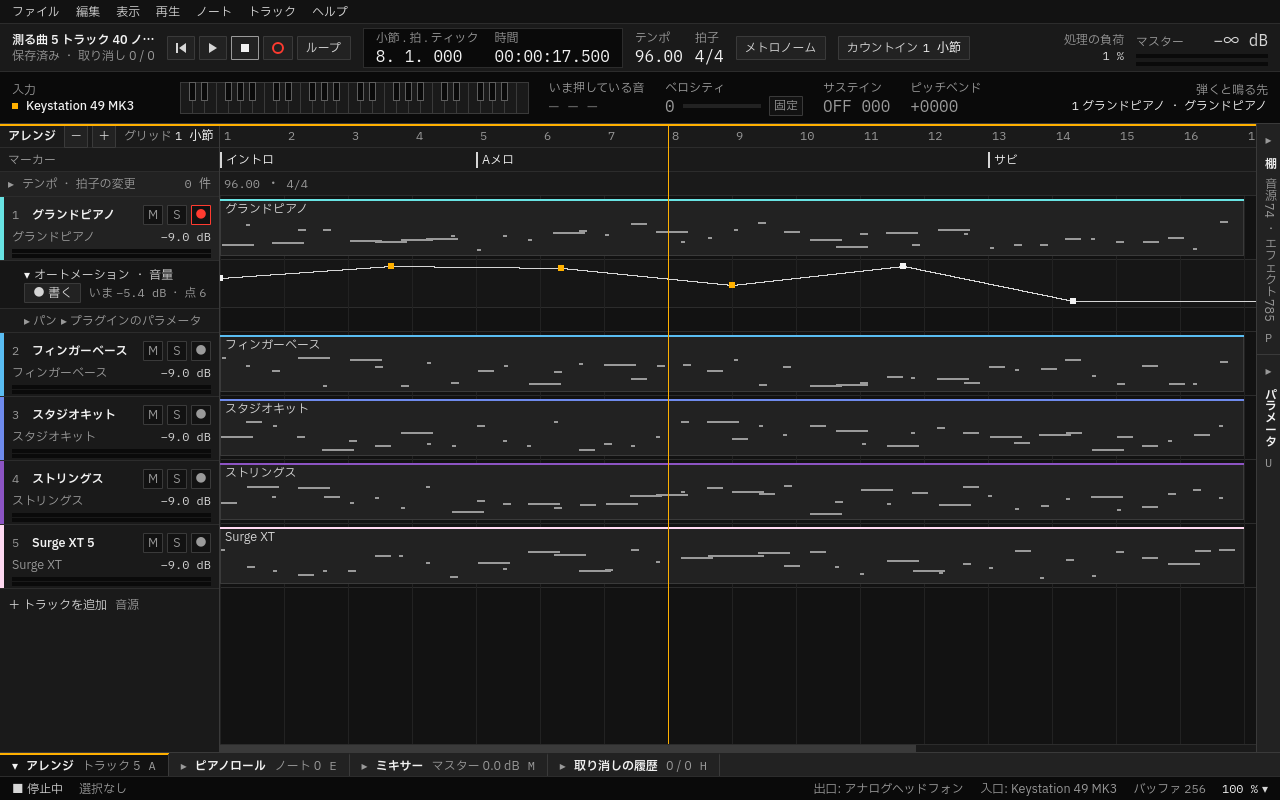 ファイル 編集 表示 再生 ノート トラック ヘルプ
測る曲 5 トラック 40 ノ…
保存済み ・ 取り消し 0 / 0
ループ
小節 . 拍 . ティック 時間
8. 1. 000 00:00:17.500
テンポ 拍子
96.00 4/4
メトロノーム
カウントイン 1 小節
処理の負荷
1 %
マスター −∞ dB
入力
Keystation 49 MK3
いま押している音
— — —
ベロシティ
0 固定
サステイン
OFF 000
ピッチベンド
+0000
弾くと鳴る先
1 グランドピアノ ・ グランドピアノ
アレンジ − + グリッド 1 小節
1 2 3 4 5 6 7 8 9 10 11 12 13 14 15 16 1
マーカー
イントロ Aメロ サビ
▸ テンポ ・ 拍子の変更 0 件
96.00 ・ 4/4
1 グランドピアノ M S
グランドピアノ −9.0 dB
グランドピアノ
▾ オートメーション ・ 音量
書く いま −5.4 dB ・ 点 6
▸ パン ▸ プラグインのパラメータ
2 フィンガーベース M S
フィンガーベース −9.0 dB
フィンガーベース
3 スタジオキット M S
スタジオキット −9.0 dB
スタジオキット
4 ストリングス M S
ストリングス −9.0 dB
ストリングス
5 Surge XT 5 M S
Surge XT −9.0 dB
Surge XT
+ トラックを追加 音源
▸ 棚 音源 74 ・ エフェクト 785 P
▸ パラメータ U
▾ アレンジ トラック 5 A
▸ ピアノロール ノート 0 E
▸ ミキサー マスター 0.0 dB M
▸ 取り消しの履歴 0 / 0 H
停止中 選択なし
出口: アナログヘッドフォン 入口: Keystation 49 MK3 バッファ 256 100 % ▾